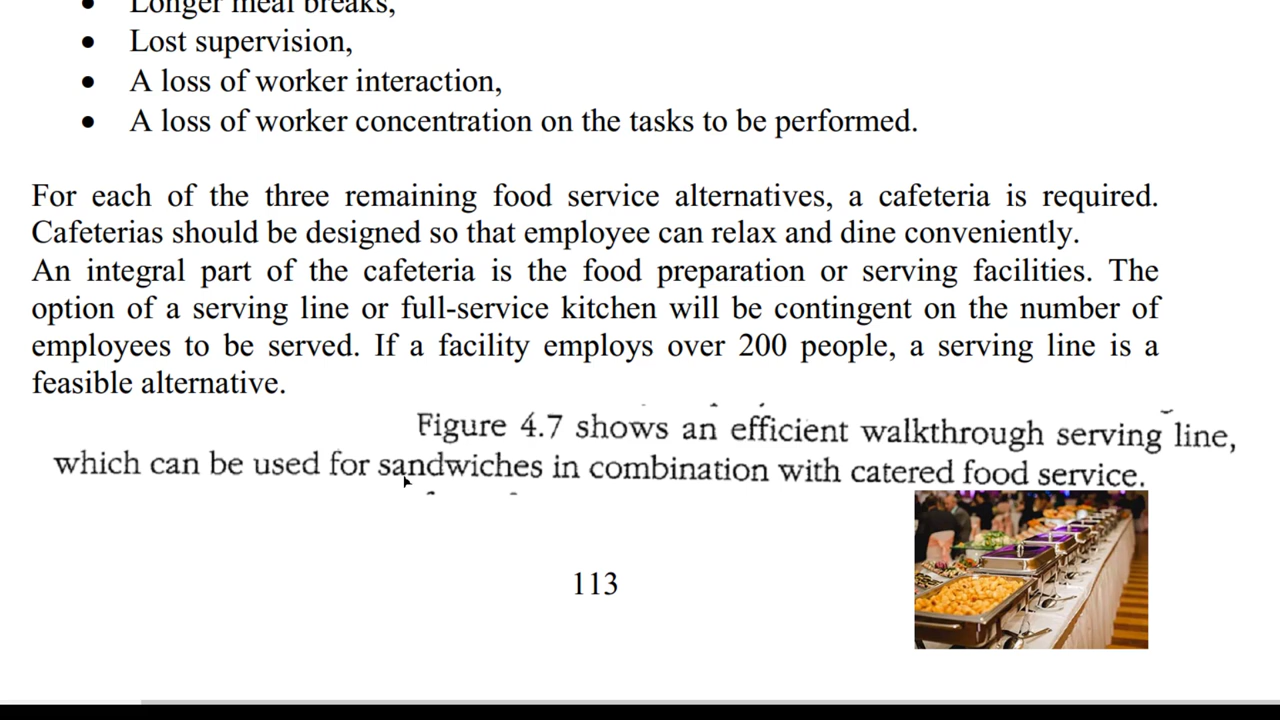 • Longer meal breaks,
• Lost supervision,
• A loss of worker interaction,
• A loss of worker concentration on the tasks to be performed.
For each of the three remaining food service alternatives, a cafeteria is required.
Cafeterias should be designed so that employee can relax and dine conveniently.
An integral part of the cafeteria is the food preparation or serving facilities. The
option of a serving line or full-service kitchen will be contingent on the number of
employees to be served. If a facility employs over 200 people, a serving line is a
feasible alternative.
Figure 4.7 shows an efficient walkthrough serving line,
which can be used for sandwiches in combination with catered food service.
113